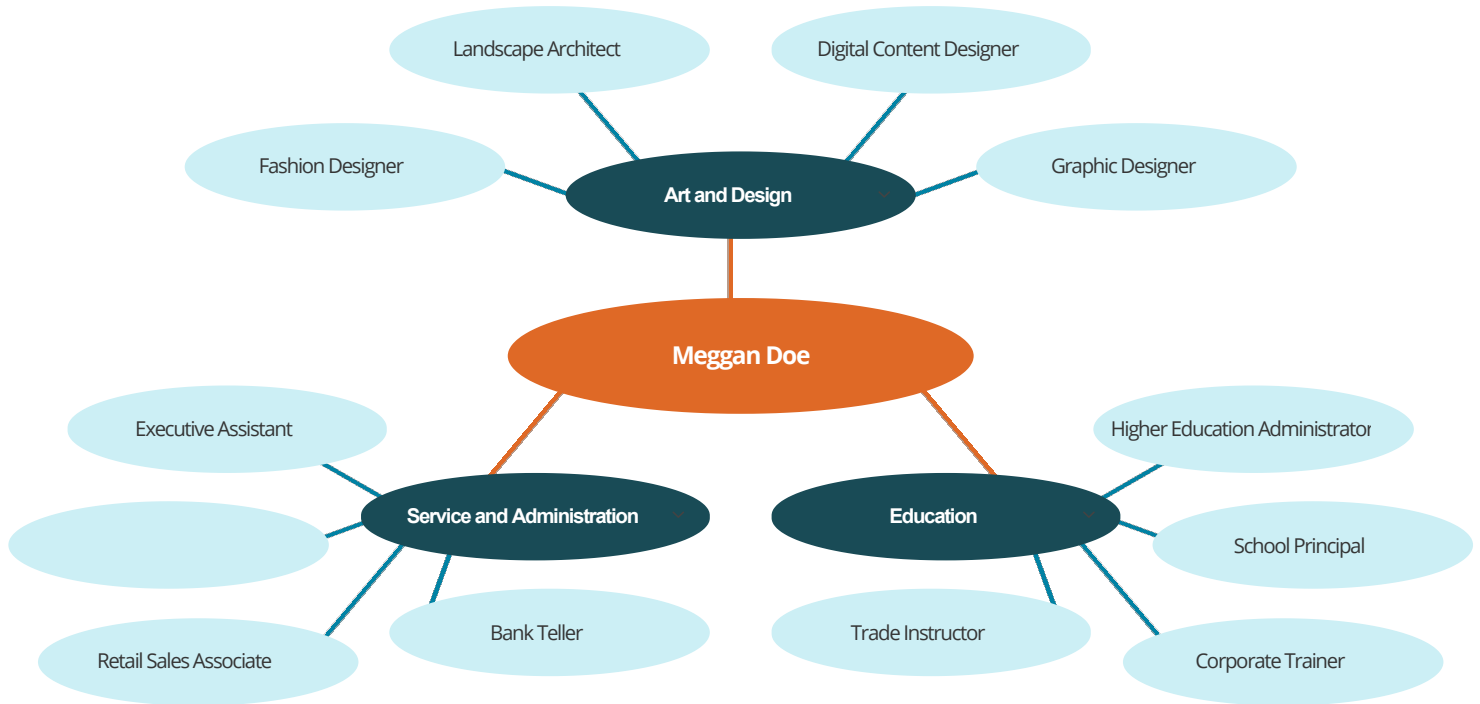 Landscape Architect
Digital Content Designer
Fashion Designer
Graphic Designer
Art and Design
Meggan Doe
Executive Assistant
Higher Education Administrator
Service and Administration
Education
School Principal
Bank Teller
Trade Instructor
Retail Sales Associate
Corporate Trainer